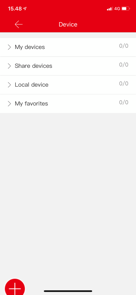 15.48
4G
Device
My devices 0/0
Share devices 0/0
Local device 0/0
My favorites 0/0